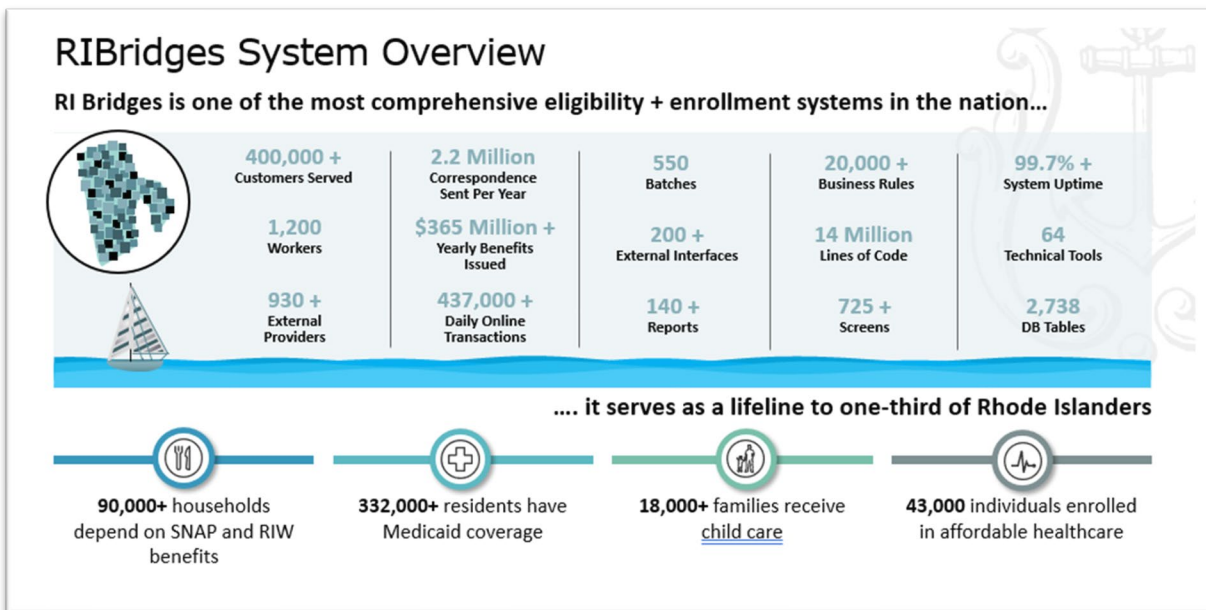 RIBridges System Overview
RI Bridges is one of the most comprehensive eligibility + enrollment systems in the nation...
400,000 +
Customers Served
1,200
Workers
930 +
External
Providers
2.2 Million
Correspondence
Sent Per Year
$365 Million +
Yearly Benefits
Issued
437,000 +
Daily Online
Transactions
550
Batches
200 +
External Interfaces
140 +
Reports
20,000 +
Business Rules
14 Million
Lines of Code
725 +
Screens
99.7% +
System Uptime
64
Technical Tools
2,738
DB Tables
.... it serves as a lifeline to one-third of Rhode Islanders
90,000+ households
depend on SNAP and RIW
benefits
332,000+ residents have
Medicaid coverage
18,000+ families receive
child care
43,000 individuals enrolled
in affordable healthcare